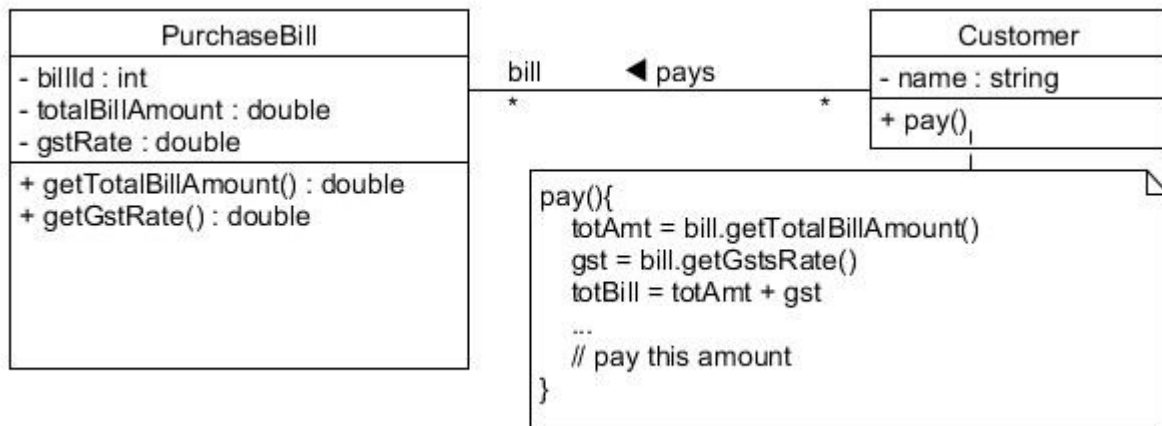 PurchaseBill
- billId : int
- totalBillAmount : double
- gstRate : double
+ getTotalBillAmount() : double
+ getGstRate() : double
bill ◀ pays
* *
Customer
- name : string
+ pay()
pay(){
totAmt = bill.getTotalBillAmount()
gst = bill.getGstsRate()
totBill = totAmt + gst
...
// pay this amount
}